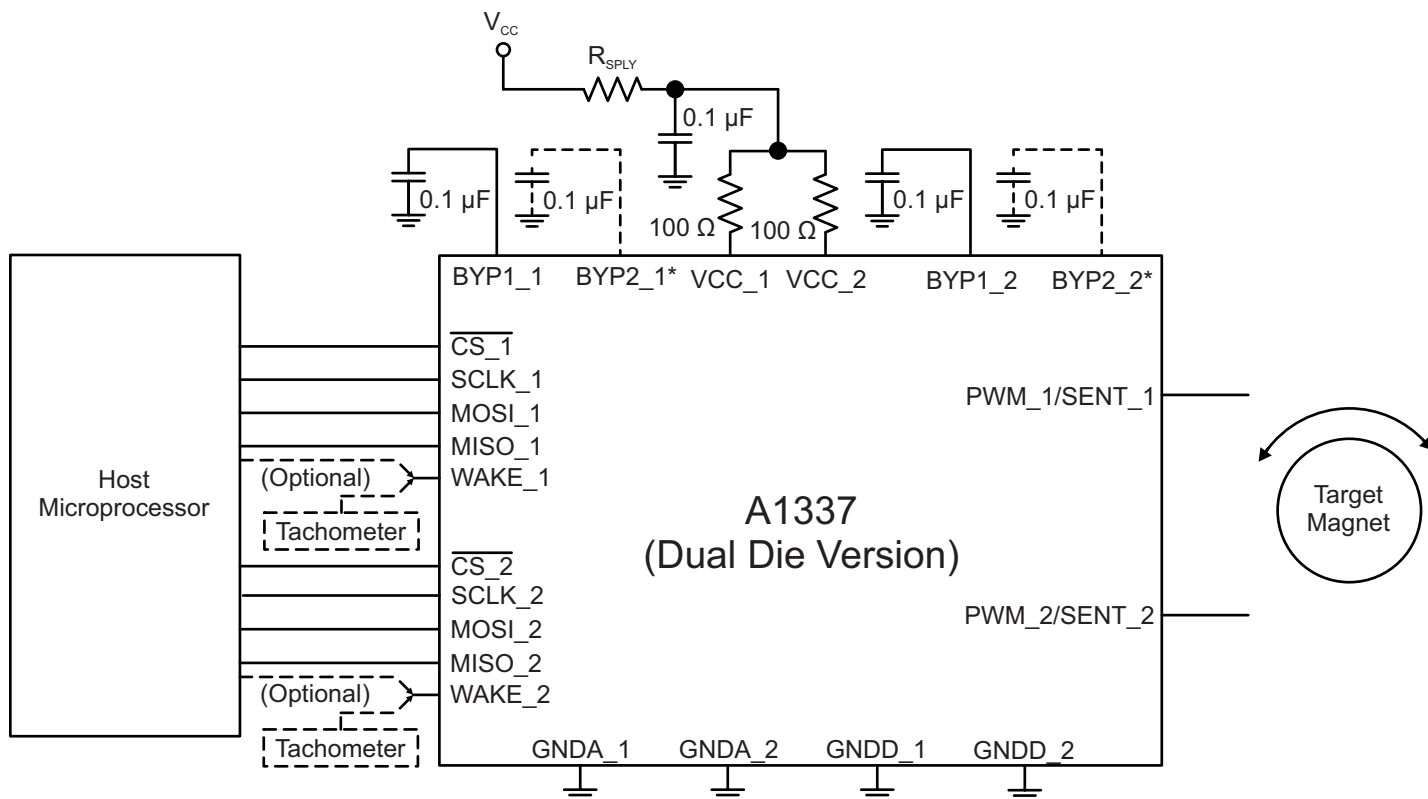 VCC
RSPLY
0.1 µF
0.1 µF
0.1 µF
100 Ω
100 Ω
0.1 µF
0.1 µF
BYP1_1
BYP2_1*
VCC_1
VCC_2
BYP1_2
BYP2_2*
CS_1
SCLK_1
MOSI_1
MISO_1
(Optional)
WAKE_1
Tachometer
CS_2
SCLK_2
MOSI_2
MISO_2
(Optional)
WAKE_2
Tachometer
Host
Microprocessor
A1337
(Dual Die Version)
PWM_1/SENT_1
PWM_2/SENT_2
Target
Magnet
GNDA_1
GNDA_2
GNDD_1
GNDD_2